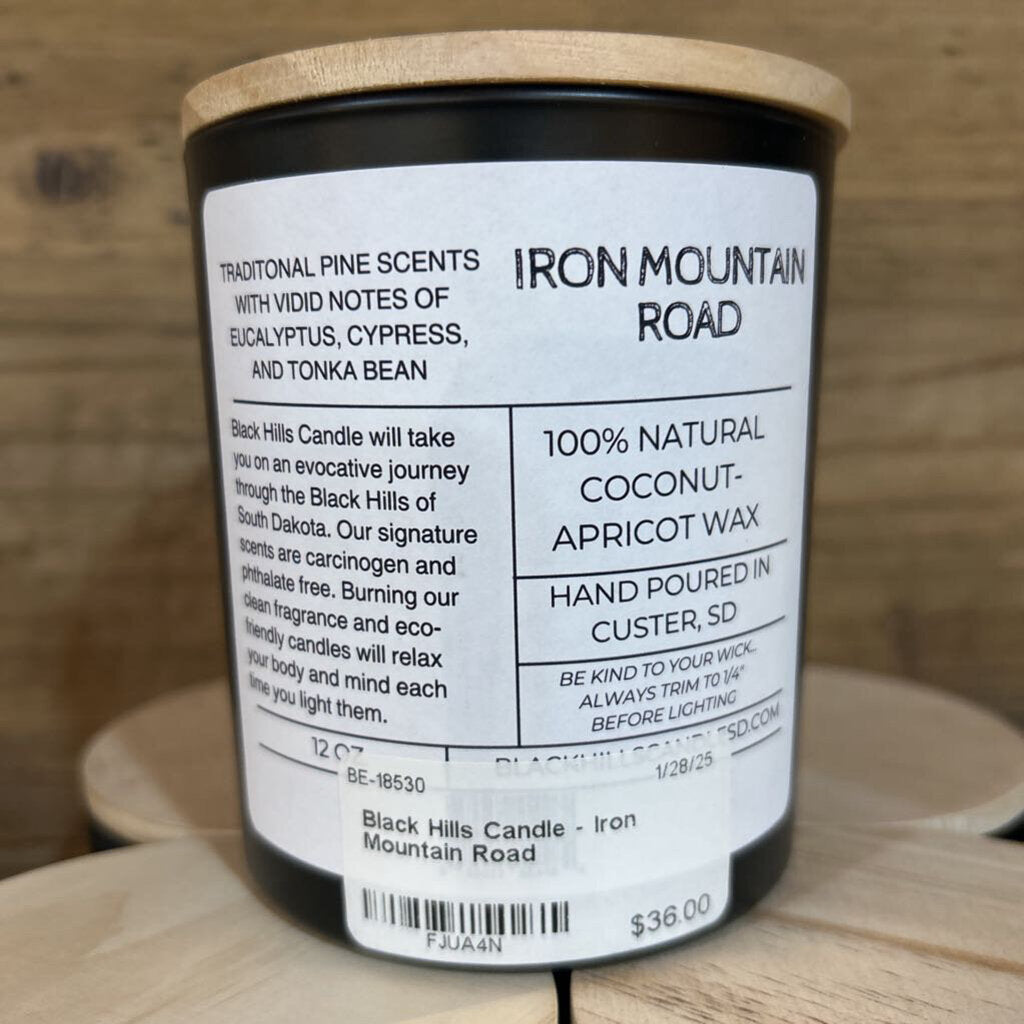 TRADITONAL PINE SCENTS
WITH VIDID NOTES OF
EUCALYPTUS, CYPRESS,
AND TONKA BEAN
IRON MOUNTAIN
ROAD
Black Hills Candle will take
you on an evocative journey
through the Black Hills of
South Dakota. Our signature
scents are carcinogen and
phthalate free. Burning our
clean fragrance and eco-
friendly candles will relax
your body and mind each
time you light them.
100% NATURAL
COCONUT-
APRICOT WAX
HAND POURED IN
CUSTER, SD
BE KIND TO YOUR WICK..
ALWAYS TRIM TO 1/4"
BEFORE LIGHTING
12 OZ
BLACKHILLSCANDLESD.COM
BE-18530
1/28/25
Black Hills Candle - Iron
Mountain Road
FJUA4N
$36.00